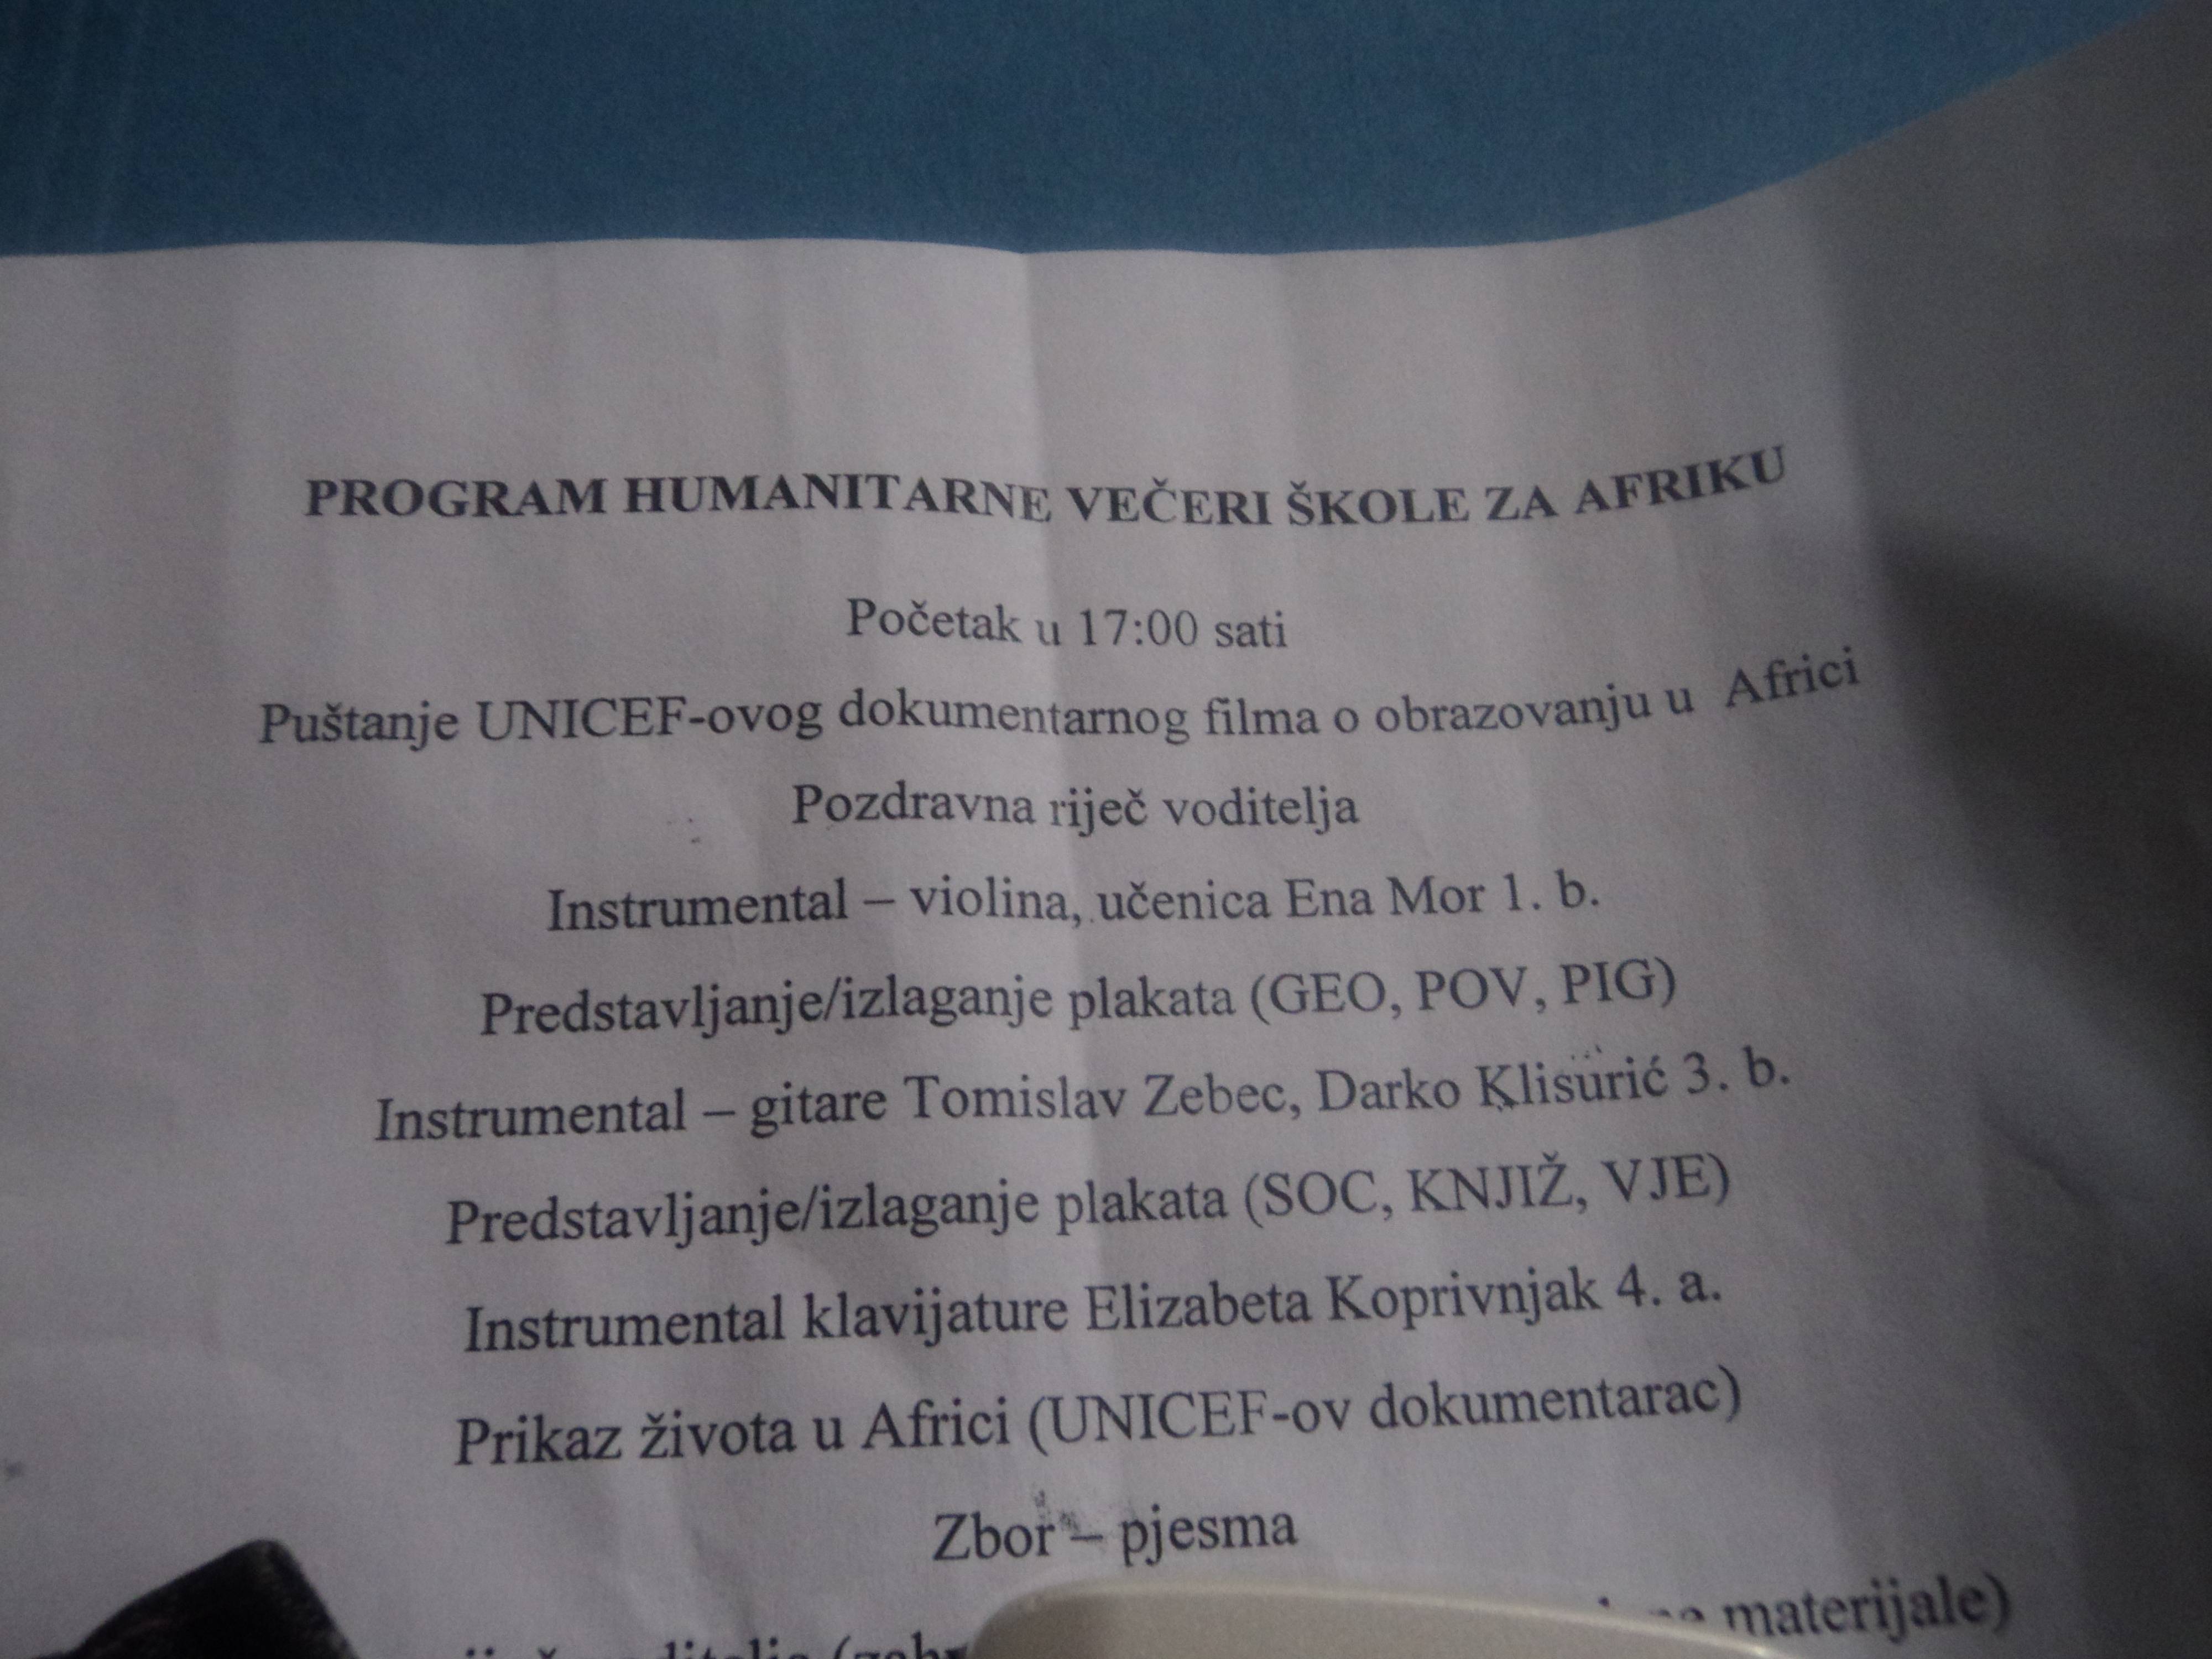 PROGRAM HUMANITARNE VEČERI ŠKOLE ZA AFRIKU
Početak u 17:00 sati
Puštanje UNICEF-ovog dokumentarnog filma o obrazovanju u Africi
Pozdravna riječ voditelja
Instrumental – violina, učenica Ena Mor 1. b.
Predstavljanje/izlaganje plakata (GEO, POV, PIG)
Instrumental – gitare Tomislav Zebec, Darko Klisurić 3. b.
Predstavljanje/izlaganje plakata (SOC, KNJIŽ, VJE)
Instrumental klavijature Elizabeta Koprivnjak 4. a.
Prikaz života u Africi (UNICEF-ov dokumentarac)
Zbor – pjesma
materijale)